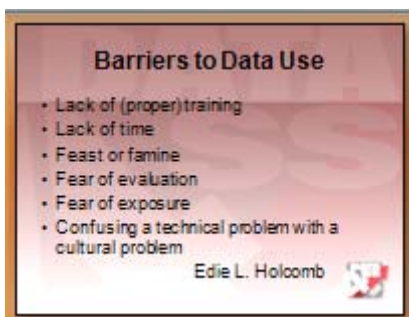 Barriers to Data Use
• Lack of (proper) training
• Lack of time
• Feast or famine
• Fear of evaluation
• Fear of exposure
• Confusing a technical problem with a
cultural problem
Edie L. Holcomb